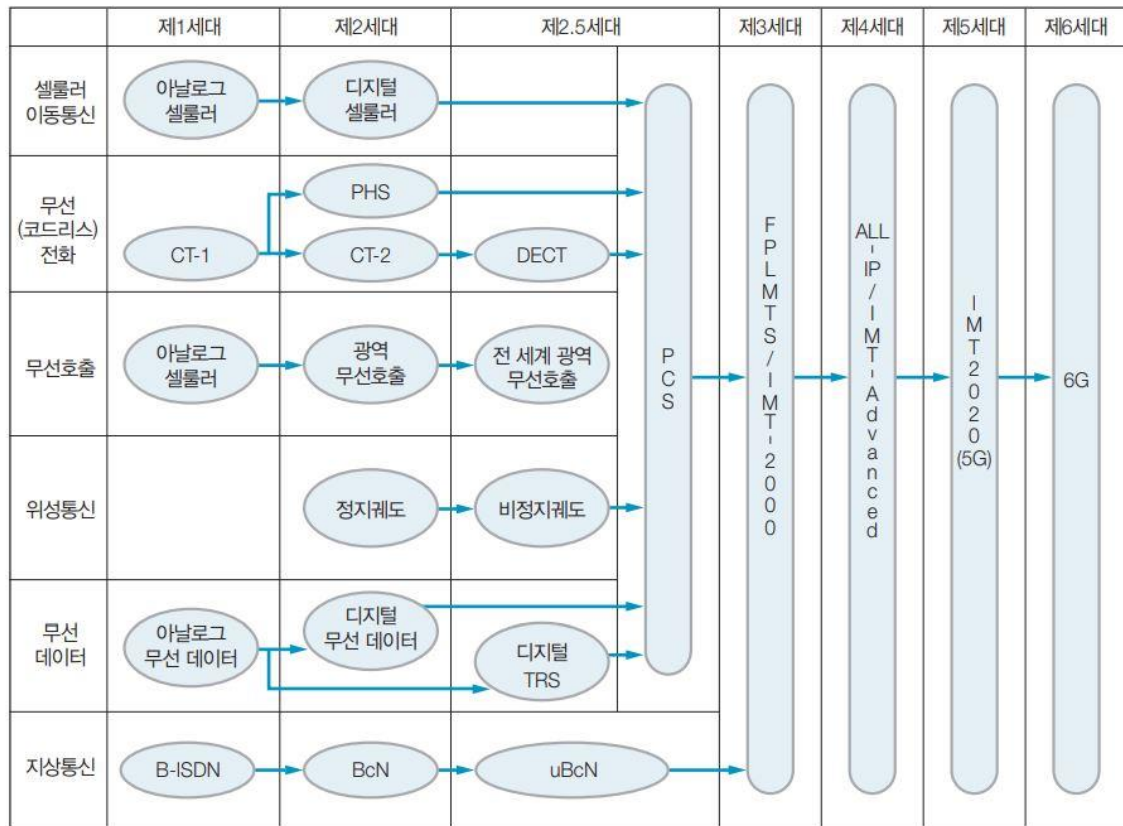 제1세대
제2세대
제2.5세대
제3세대
제4세대
제5세대
제6세대
셀룰러
이동통신
아날로그
셀룰러
디지털
셀룰러
무선
(코드리스)
전화
CT-1
PHS
CT-2
DECT
무선호출
아날로그
셀룰러
광역
무선호출
전 세계 광역
무선호출
위성통신
정지궤도
비정지궤도
무선
데이터
아날로그
무선 데이터
디지털
무선 데이터
디지털
TRS
지상통신
B-ISDN
BcN
uBcN
PCS
FPLMTS/IMT-2000
ALL-IP/IMT-Advanced
IMT2020
(5G)
6G